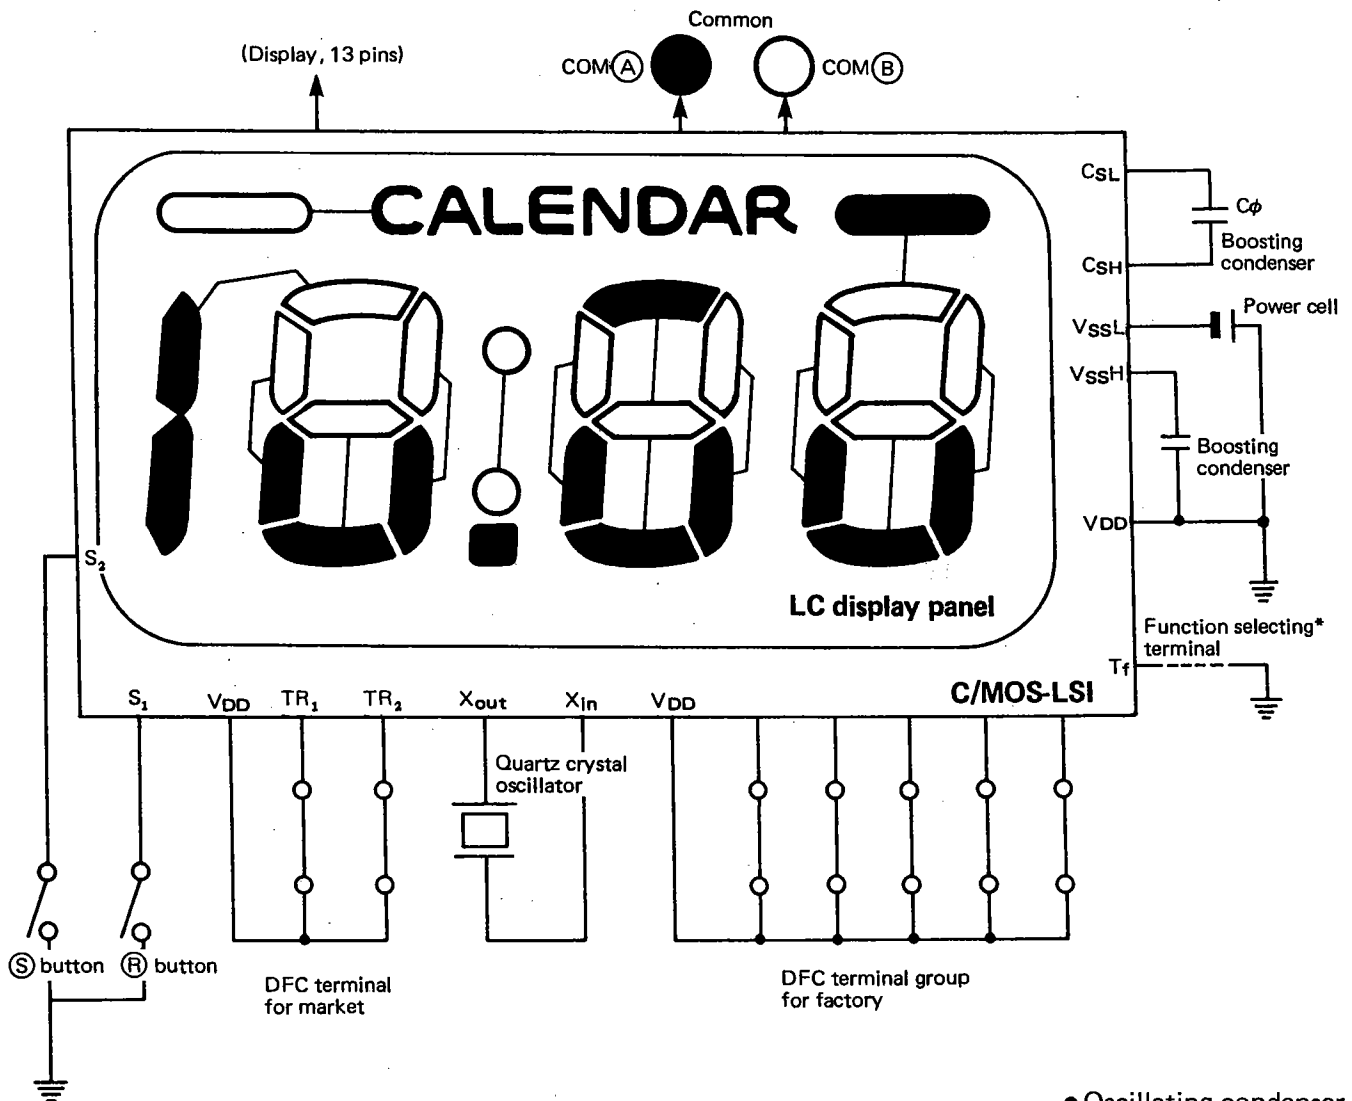 Common
(Display, 13 pins)
COM Ⓐ
COM Ⓑ
CSL
Cϕ
Boosting
condenser
CSH
Power cell
VSSL
VSSH
Boosting
condenser
VDD
Function selecting*
terminal
Tf
CALENDAR
S₂
LC display panel
C/MOS-LSI
S₁
VDD
TR₁
TR₂
Xout
Xin
VDD
Quartz crystal
oscillator
Ⓢ button
Ⓡ button
DFC terminal
for market
DFC terminal group
for factory
• Oscillating condenser